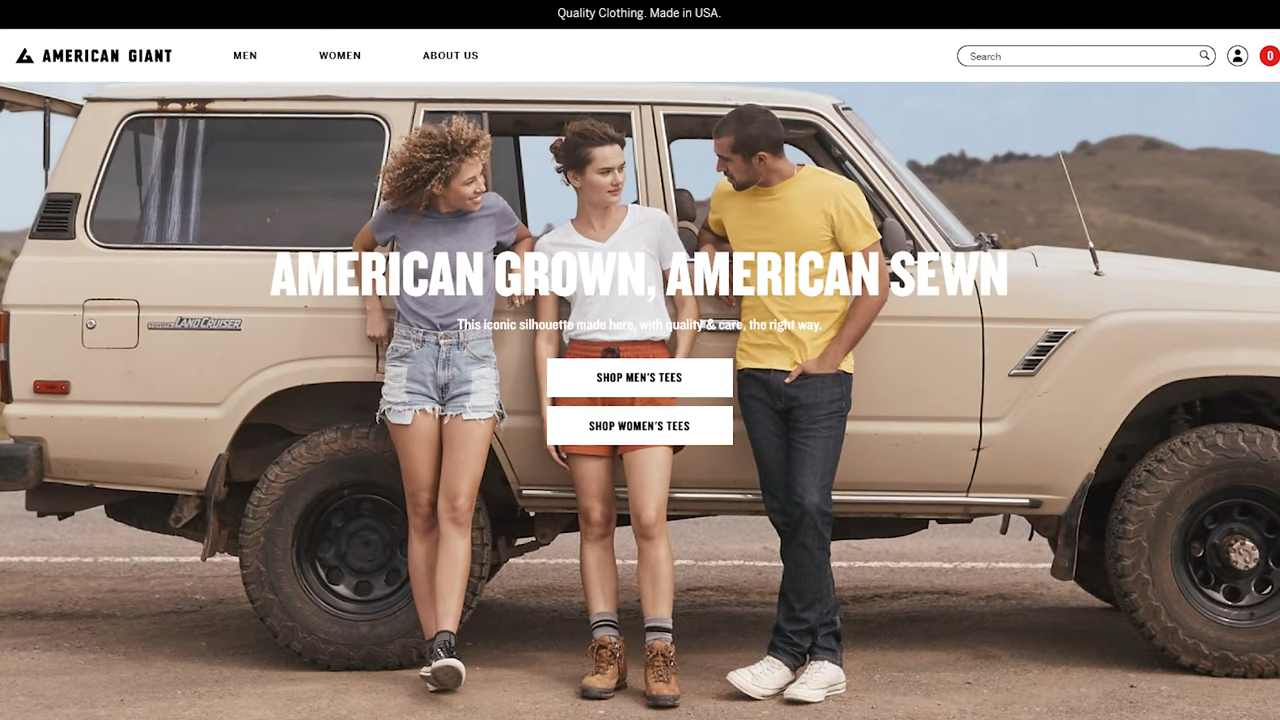 Quality Clothing. Made in USA.
AMERICAN GIANT
MEN
WOMEN
ABOUT US
Search
0
AMERICAN GROWN, AMERICAN SEWN
This iconic silhouette made here, with quality & care, the right way.
LANDCRUISER
SHOP MEN'S TEES
SHOP WOMEN'S TEES